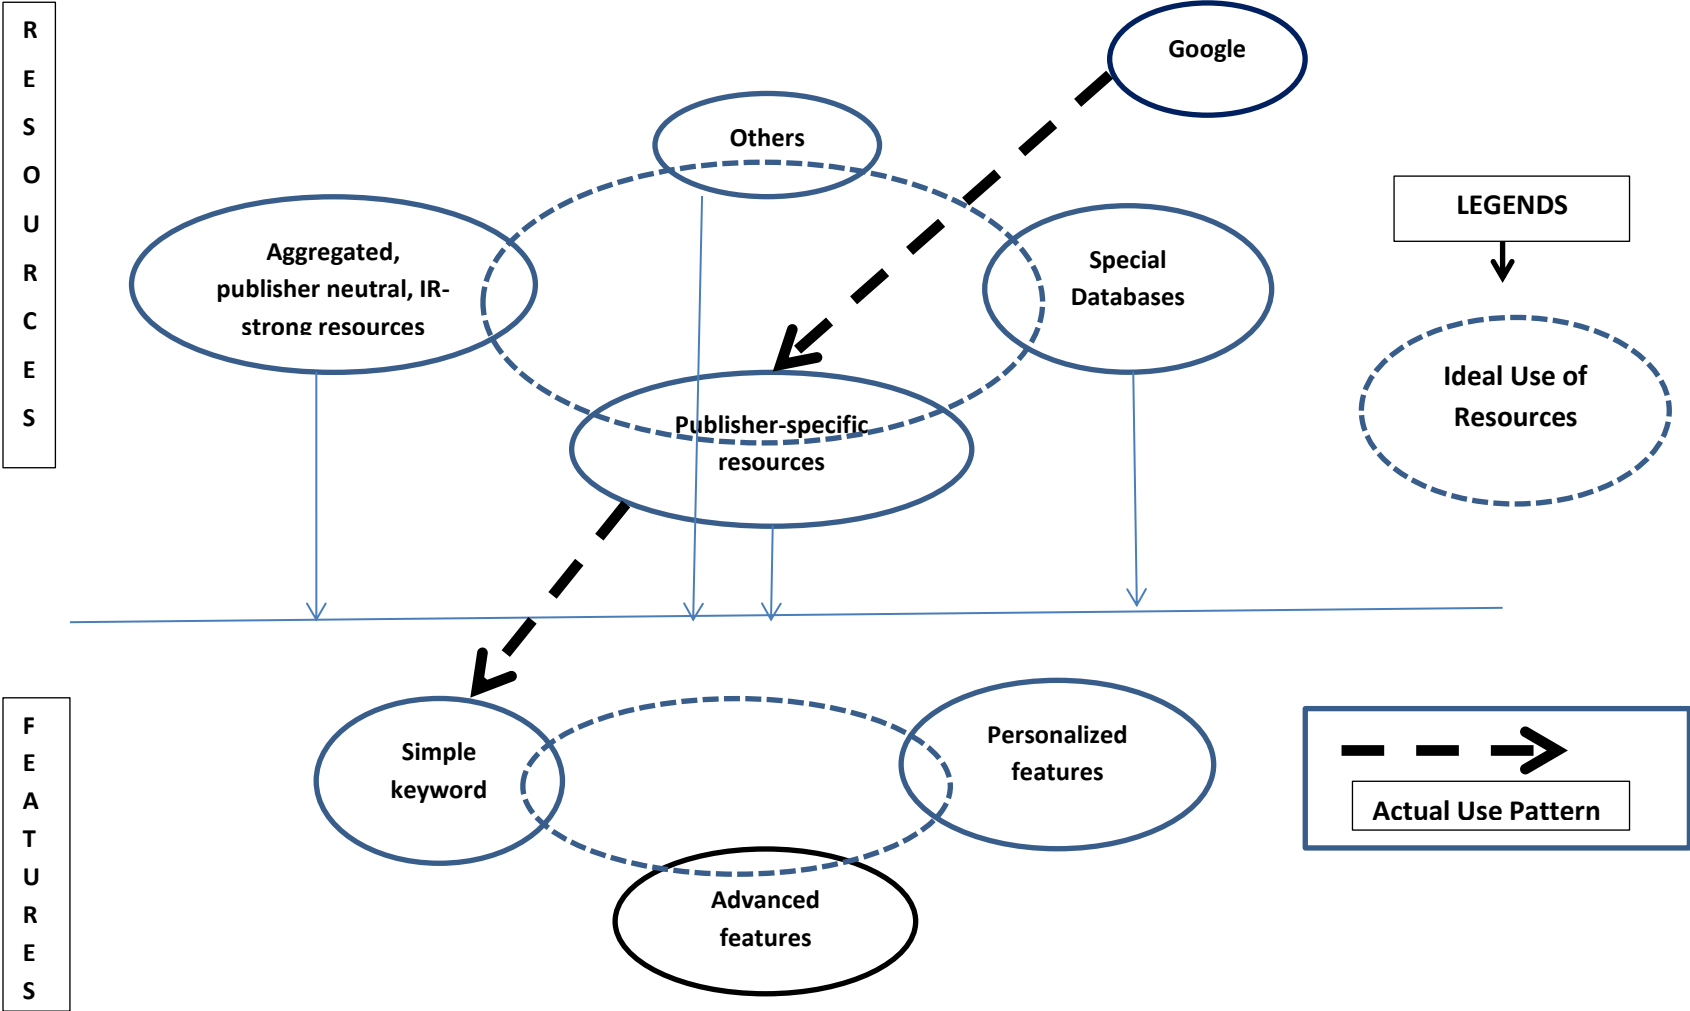 R
E
S
O
U
R
C
E
S
Google
Others
Aggregated,
publisher neutral, IR-
strong resources
Special
Databases
Publisher-specific
resources
LEGENDS
Ideal Use of
Resources
F
E
A
T
U
R
E
S
Simple
keyword
Personalized
features
Advanced
features
Actual Use Pattern